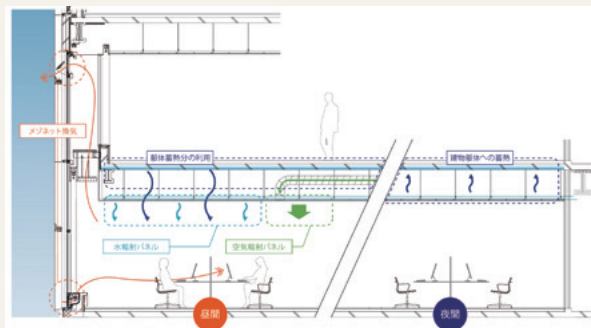 メゾネット換気
躯体蓄熱分の利用
建物躯体への蓄熱
水輻射パネル
空気輻射パネル
昼間
夜間